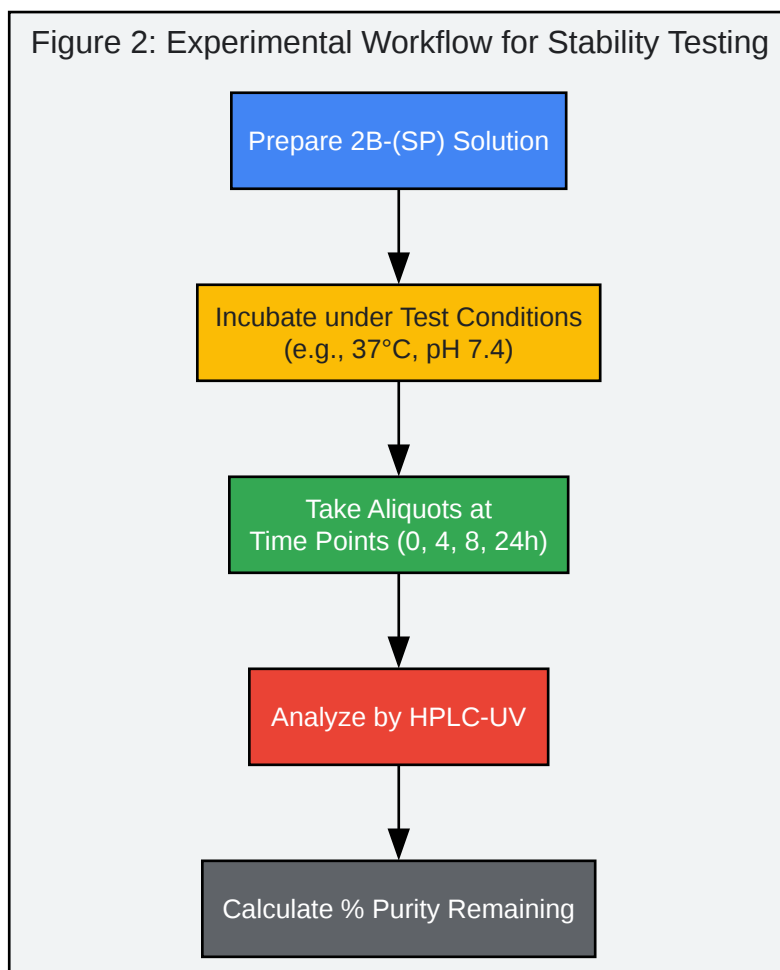 Figure 2: Experimental Workflow for Stability Testing
Prepare 2B-(SP) Solution
Incubate under Test Conditions
(e.g., 37°C, pH 7.4)
Take Aliquots at
Time Points (0, 4, 8, 24h)
Analyze by HPLC-UV
Calculate % Purity Remaining